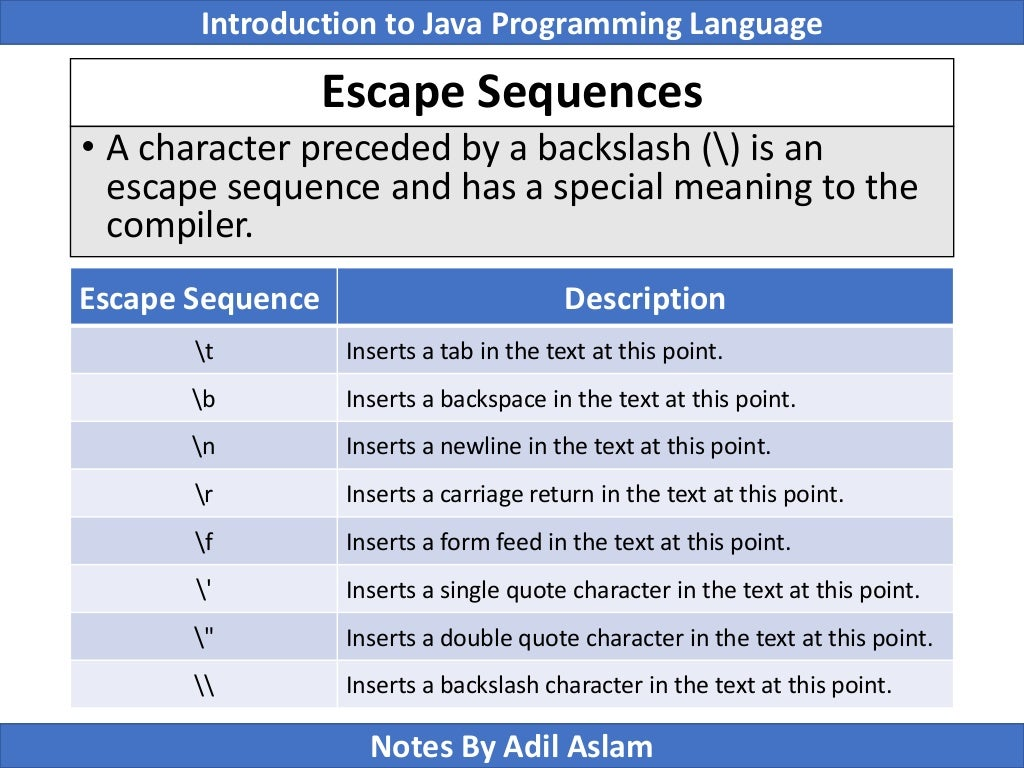 Introduction to Java Programming Language
Escape Sequences
• A character preceded by a backslash (\) is an
escape sequence and has a special meaning to the
compiler.
Escape Sequence Description
\t Inserts a tab in the text at this point.
\b Inserts a backspace in the text at this point.
\n Inserts a newline in the text at this point.
\r Inserts a carriage return in the text at this point.
\f Inserts a form feed in the text at this point.
\' Inserts a single quote character in the text at this point.
\" Inserts a double quote character in the text at this point.
\\ Inserts a backslash character in the text at this point.
Notes By Adil Aslam